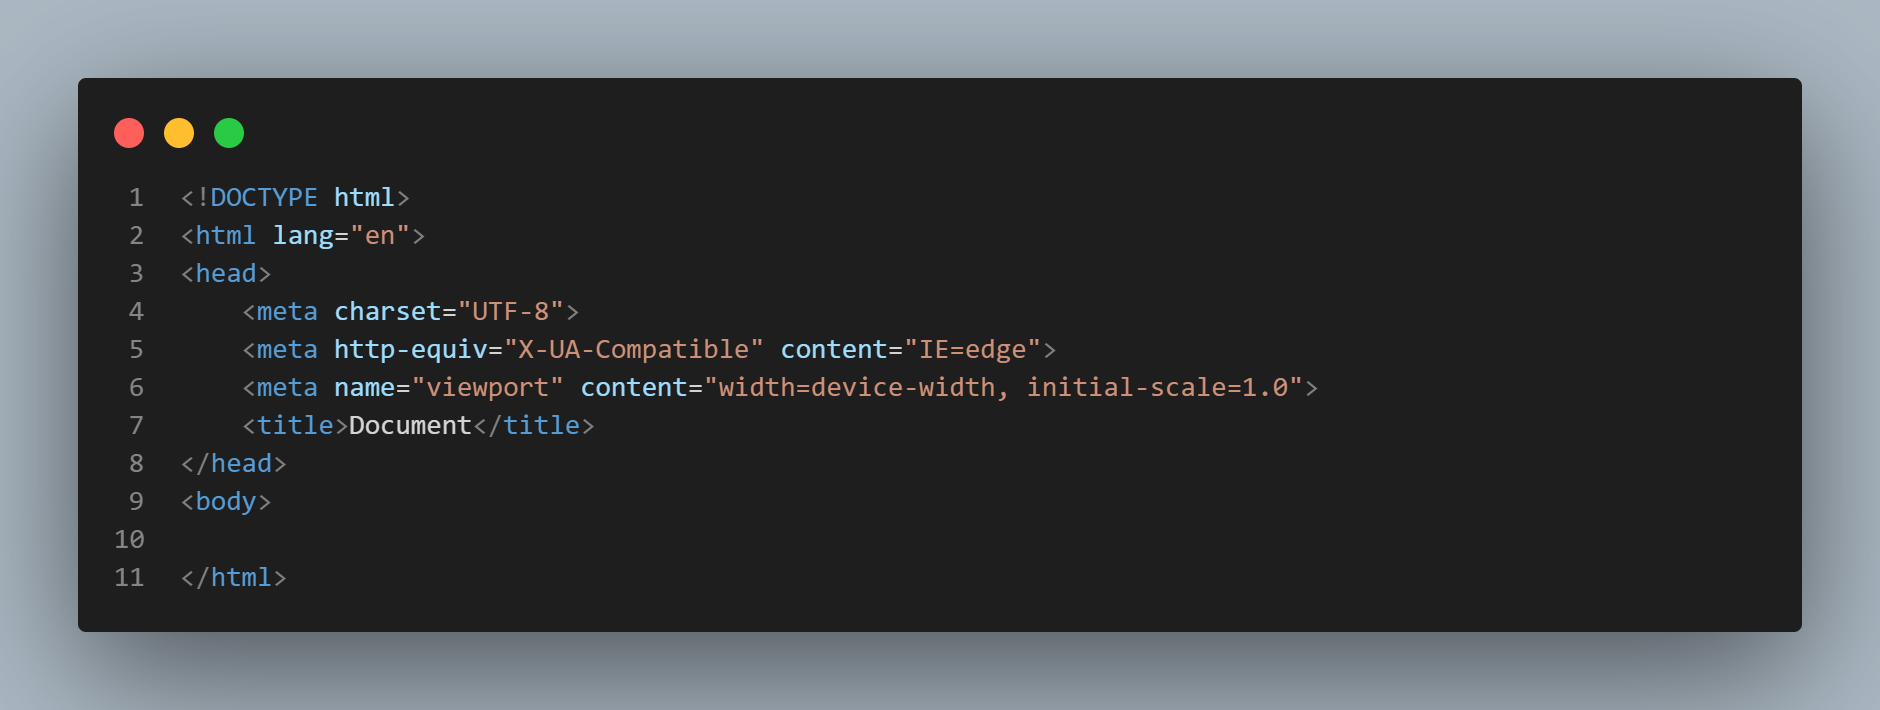 1 <!DOCTYPE html>
2 <html lang="en">
3 <head>
4     <meta charset="UTF-8">
5     <meta http-equiv="X-UA-Compatible" content="IE=edge">
6     <meta name="viewport" content="width=device-width, initial-scale=1.0">
7     <title>Document</title>
8 </head>
9 <body>
10
11 </html>